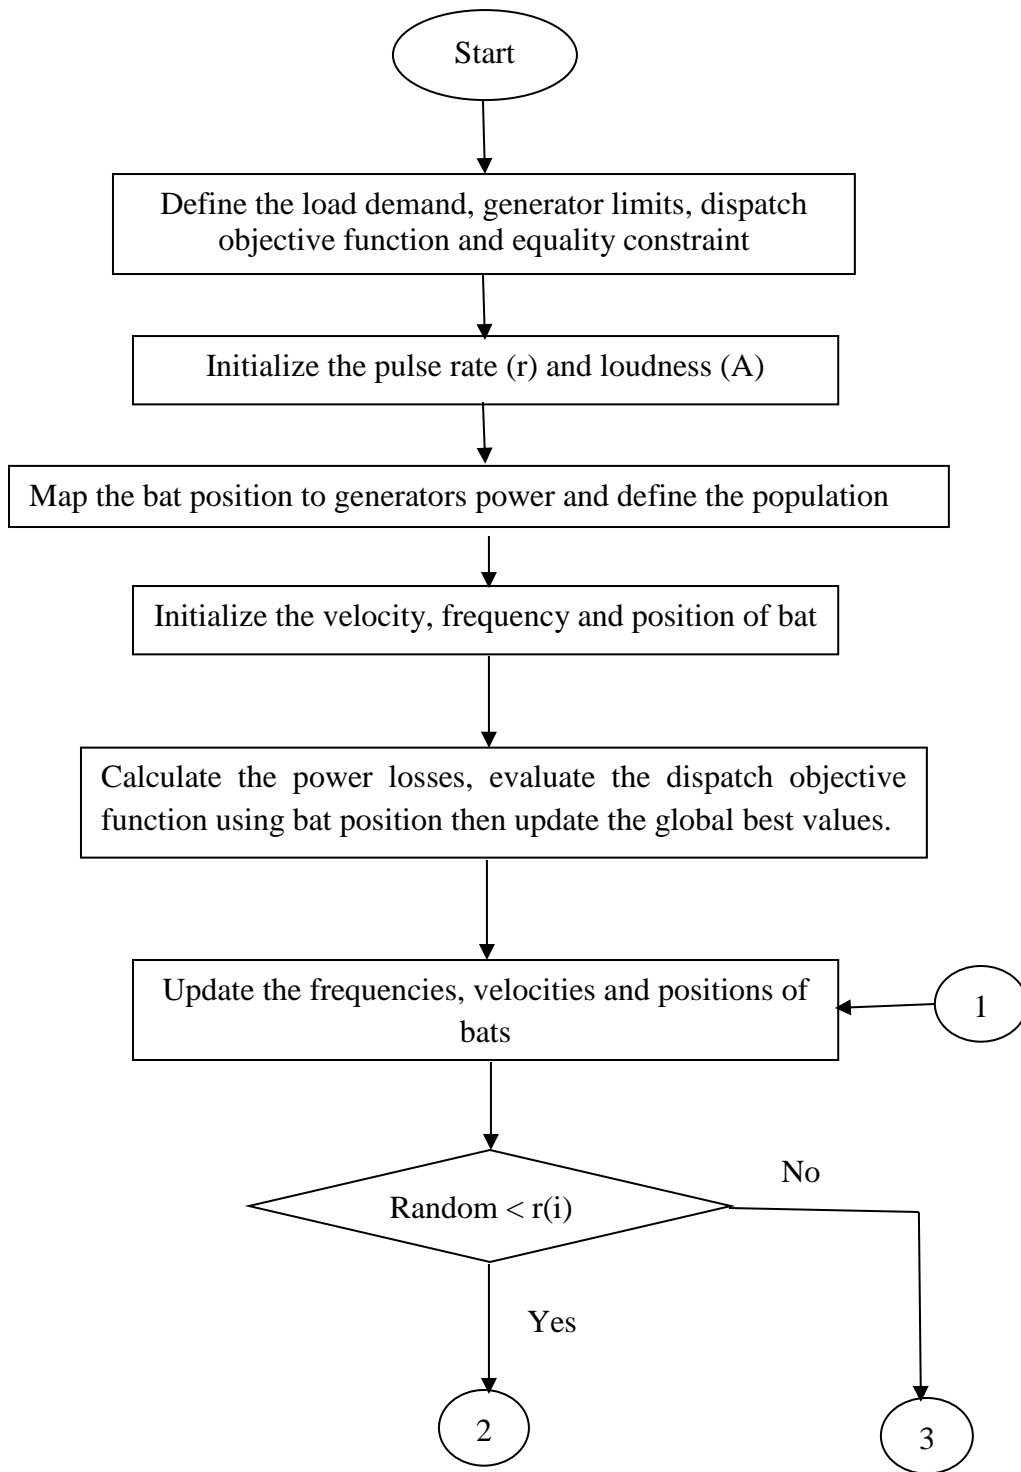 Start
Define the load demand, generator limits, dispatch
objective function and equality constraint
Initialize the pulse rate (r) and loudness (A)
Map the bat position to generators power and define the population
Initialize the velocity, frequency and position of bat
Calculate the power losses, evaluate the dispatch objective
function using bat position then update the global best values.
Update the frequencies, velocities and positions of
bats
1
No
Random < r(i)
Yes
2
3